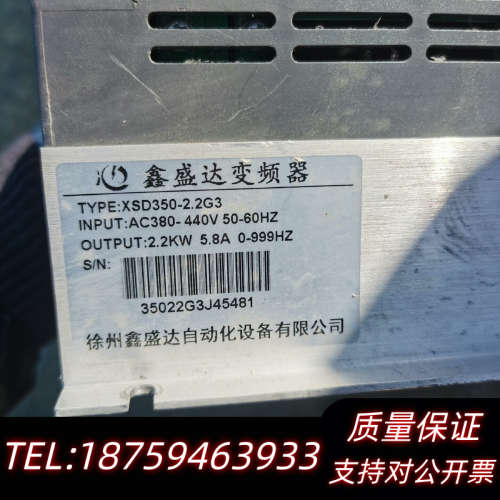 鑫盛达变频器
TYPE:XSD350-2.2G3
INPUT:AC380- 440V 50-60HZ
OUTPUT:2.2KW 5.8A 0-999HZ
S/N:
35022G3J45481
徐州鑫盛达自动化设备有限公司
TEL:18759463933
质量保证
支持对公开票